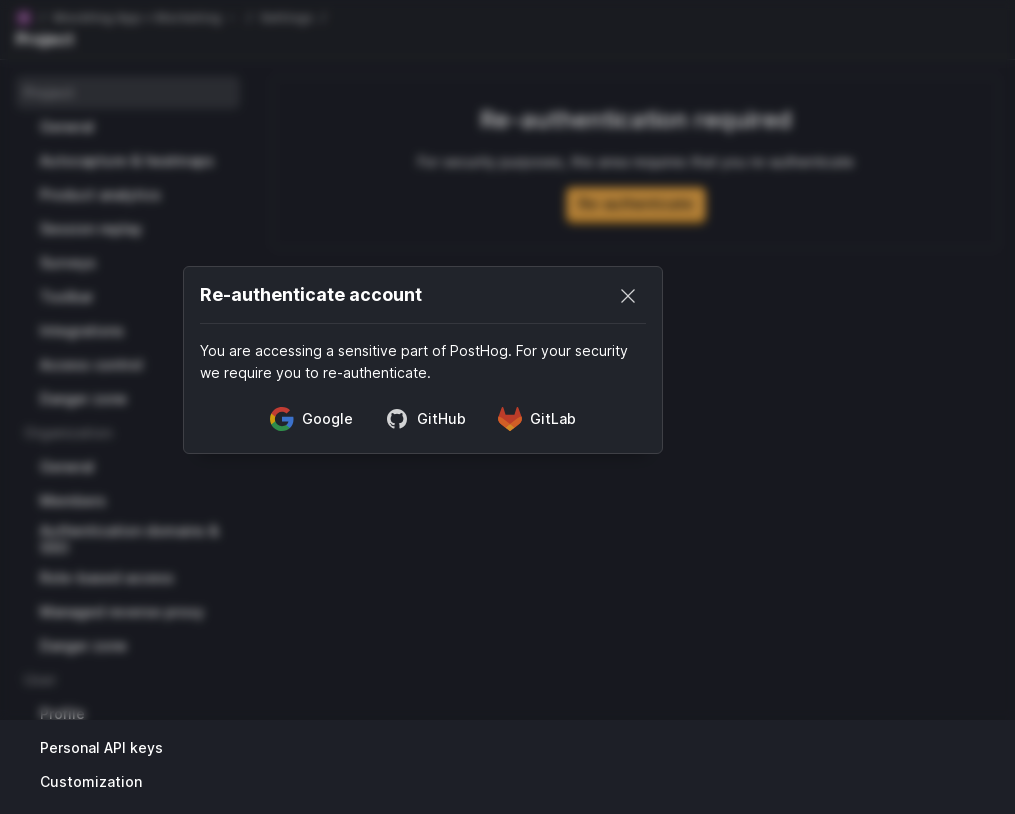 Settings
Project
Project
General
Autocapture & heatmaps
Product analytics
Session replay
Surveys
Toolbar
Integrations
Access control
Danger zone
Organization
General
Members
Authentication domains &
SSO
Role-based access
Managed reverse proxy
Danger zone
User
Profile
Personal API keys
Customization
Re-authentication required
For security purposes, this area requires that you re-authenticate
Re-authenticate
Re-authenticate account
You are accessing a sensitive part of PostHog. For your security
we require you to re-authenticate.
Google
GitHub
GitLab